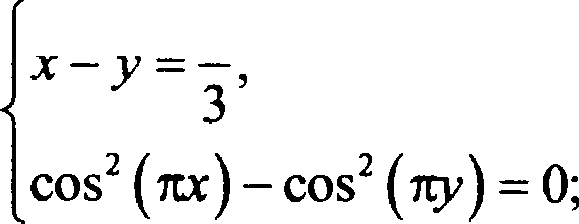 x − y = /3,
cos²(πx) − cos²(πy) = 0;